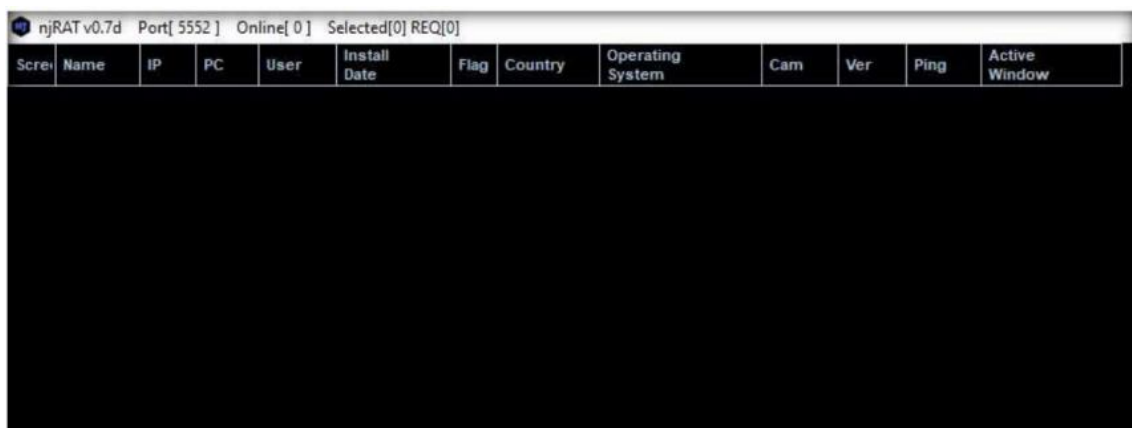 njRAT v0.7d Port[ 5552 ] Online[ 0 ] Selected[0] REQ[0]
Scree Name IP PC User Install Date Flag Country Operating System Cam Ver Ping Active Window